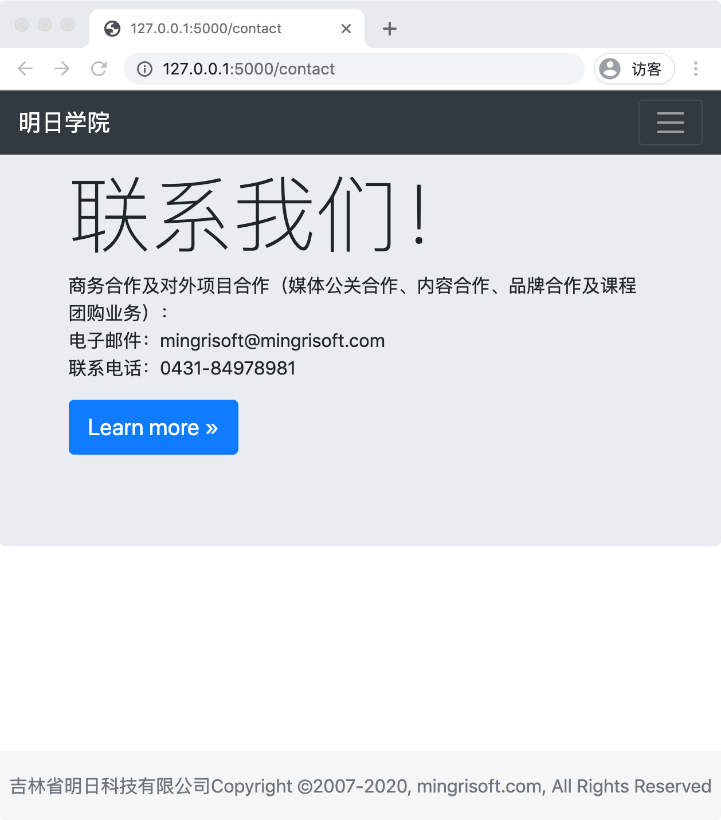 127.0.0.1:5000/contact
127.0.0.1:5000/contact
访客
明日学院
联系我们！
商务合作及对外项目合作（媒体公关合作、内容合作、品牌合作及课程
团购业务）：
电子邮件：mingrisoft@mingrisoft.com
联系电话：0431-84978981
Learn more »
吉林省明日科技有限公司Copyright ©2007-2020, mingrisoft.com, All Rights Reserved